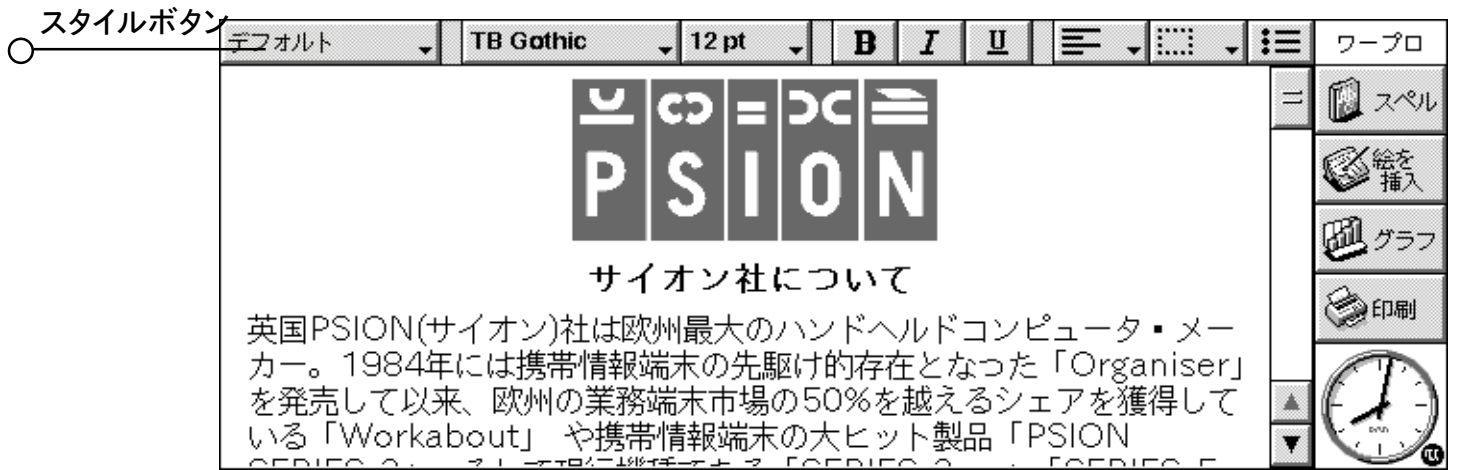 スタイルボタン
デフォルト TB Gothic 12 pt B I U ワープロ
スペル
絵を
挿入
グラフ
印刷
PSION
サイオン社について
英国PSION(サイオン)社は欧州最大のハンドヘルドコンピュータ・メー
カー。1984年には携帯情報端末の先駆け的存在となった「Organiser」
を発売して以来、欧州の業務端末市場の50%を越えるシェアを獲得して
いる「Workabout」 や携帯情報端末の大ヒット製品「PSION